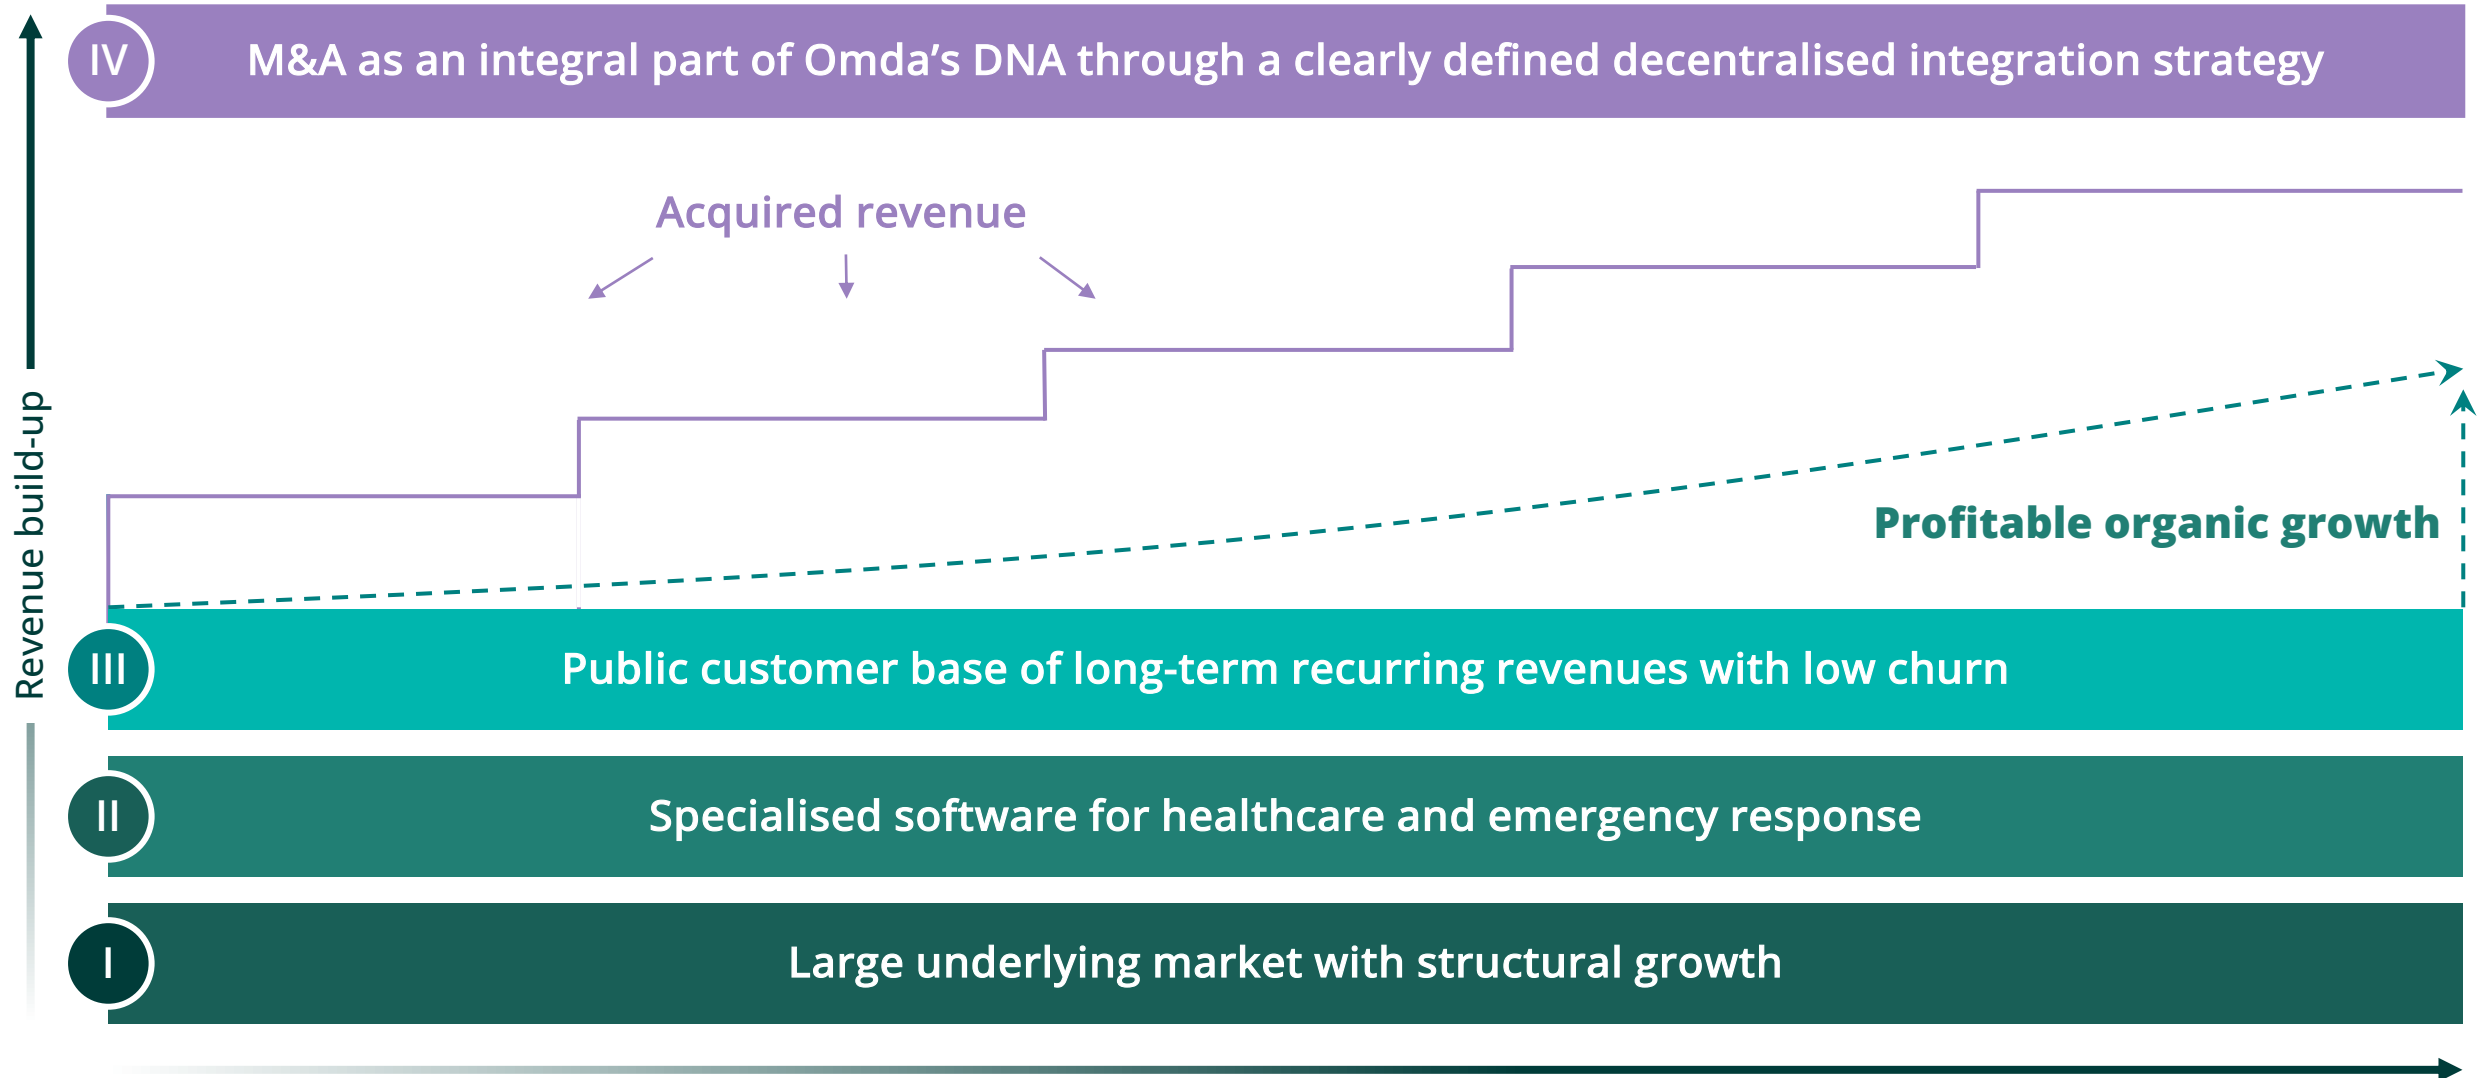 IV
M&A as an integral part of Omda’s DNA through a clearly defined decentralised integration strategy
Acquired revenue
Revenue build-up
Profitable organic growth
III
Public customer base of long-term recurring revenues with low churn
II
Specialised software for healthcare and emergency response
I
Large underlying market with structural growth